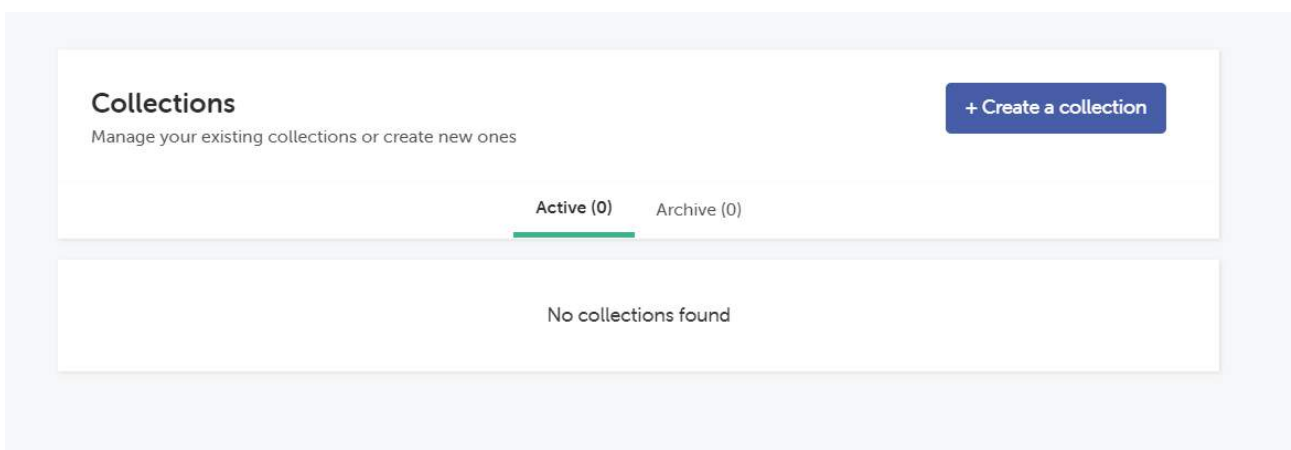 Collections
+ Create a collection
Manage your existing collections or create new ones
Active (0)
Archive (0)
No collections found